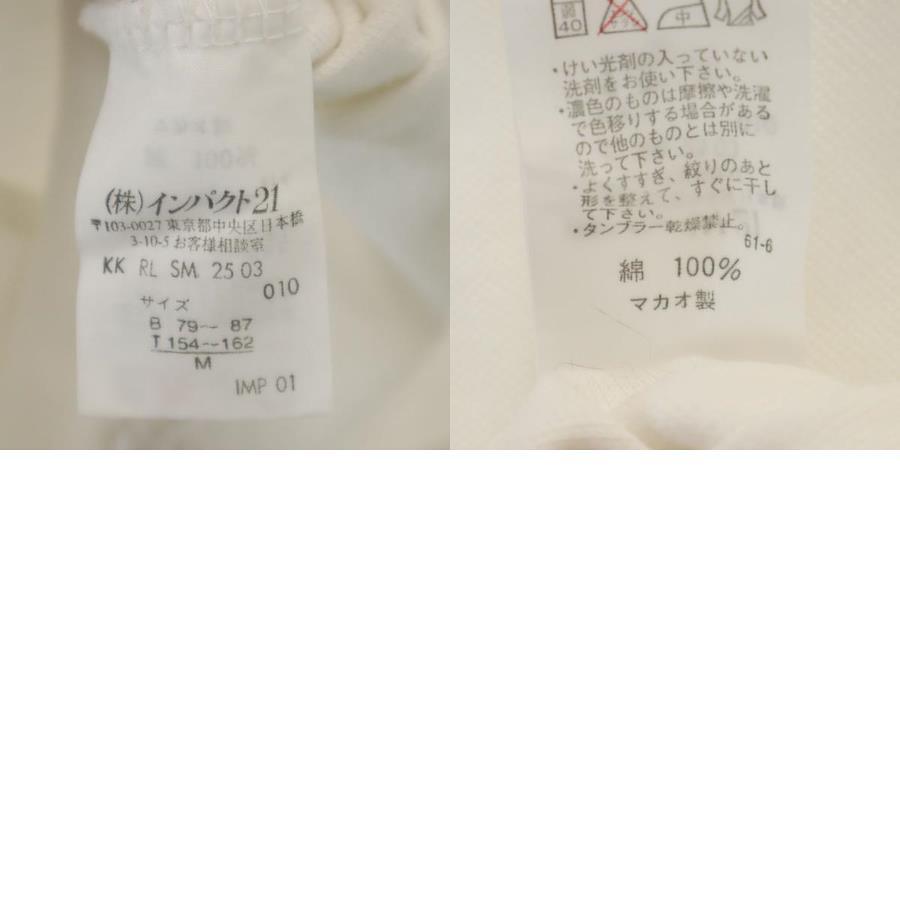 (株)インパクト21
〒103-0027 東京都中央区日本橋
3-10-5 お客様相談室
KK RL SM 25 03
010
サイズ
B 79〜 87
T 154〜162
M
IMP 01
弱
40
中
・けい光剤の入っていない
洗剤をお使い下さい。
・濃色のものは摩擦や洗濯
で色移りする場合がある
ので他のものとは別に
洗って下さい。
・よくすすぎ、絞りのあと
形を整えて、すぐに干し
て下さい。
・タンブラー乾燥禁止。
61-6
綿 100%
マカオ製